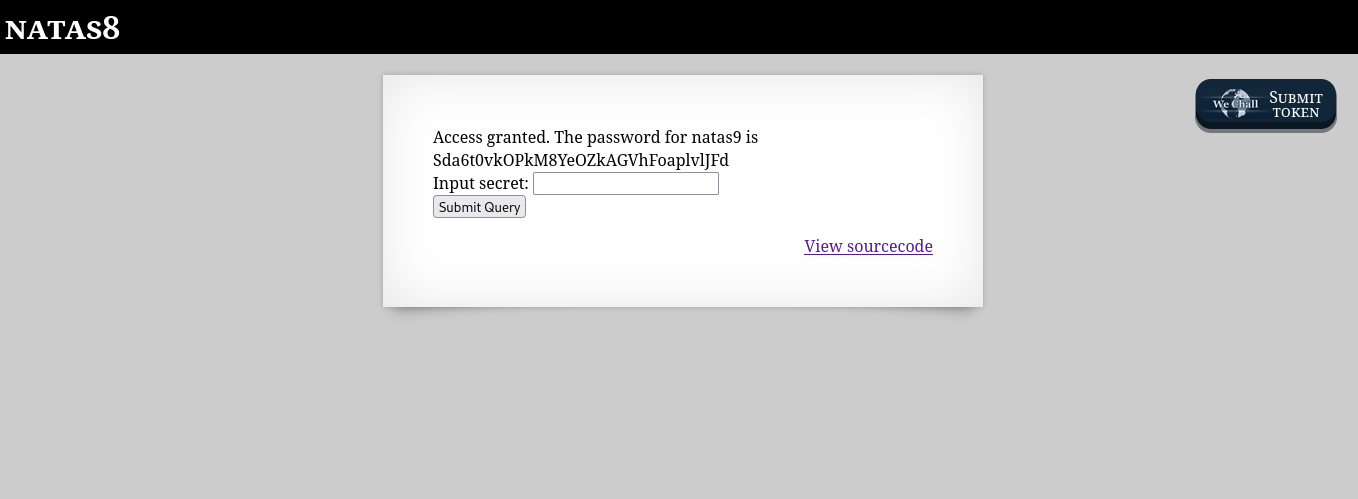 NATAS8
We Chall
SUBMIT
TOKEN
Access granted. The password for natas9 is
Sda6t0vkOPkM8YeOZkAGVhFoaplvlJFd
Input secret:
Submit Query
View sourcecode